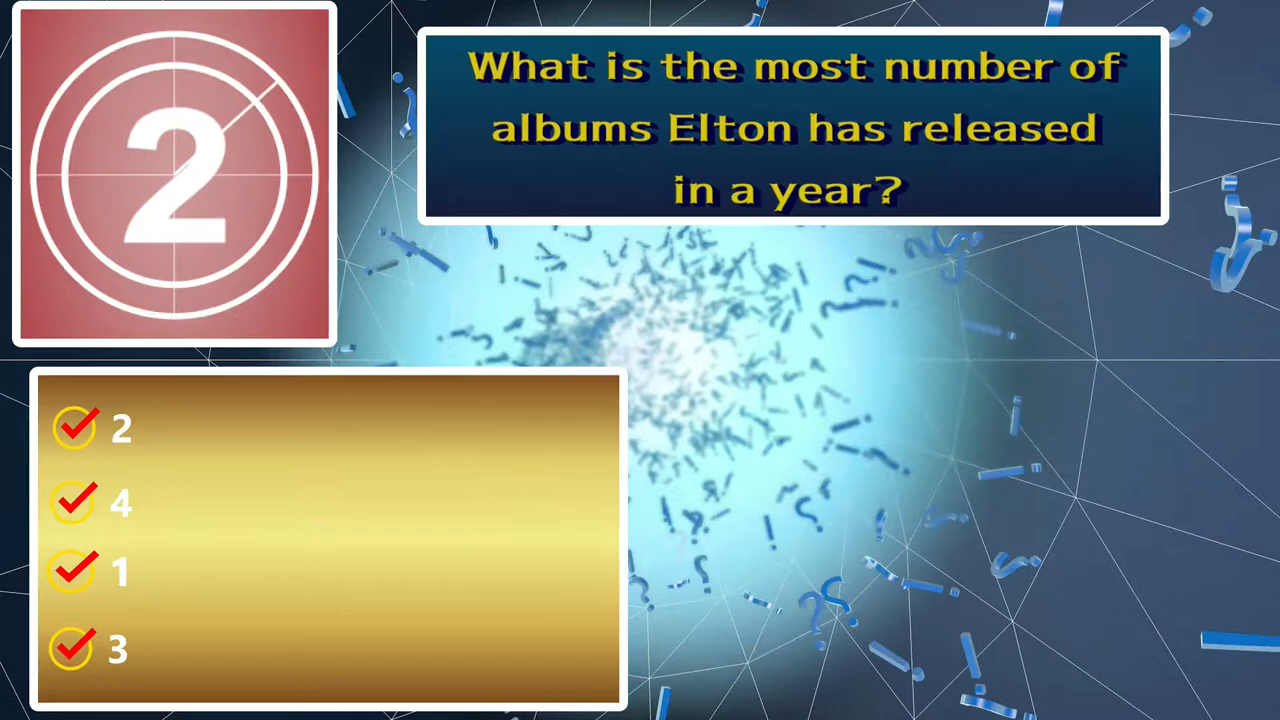 2
What is the most number of
albums Elton has released
in a year?
2
4
1
3